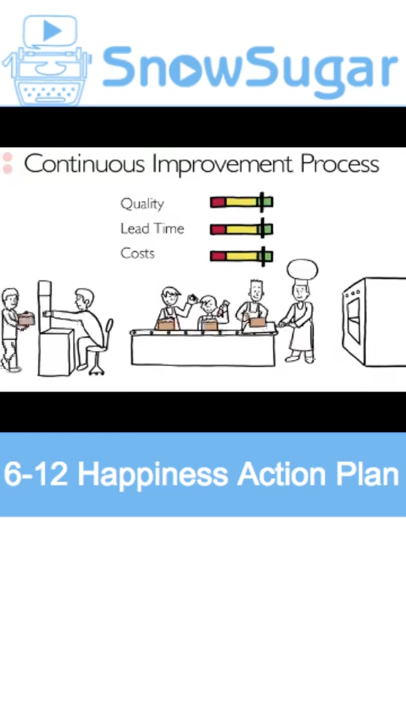 SnowSugar
Continuous Improvement Process
Quality
Lead Time
Costs
6-12 Happiness Action Plan